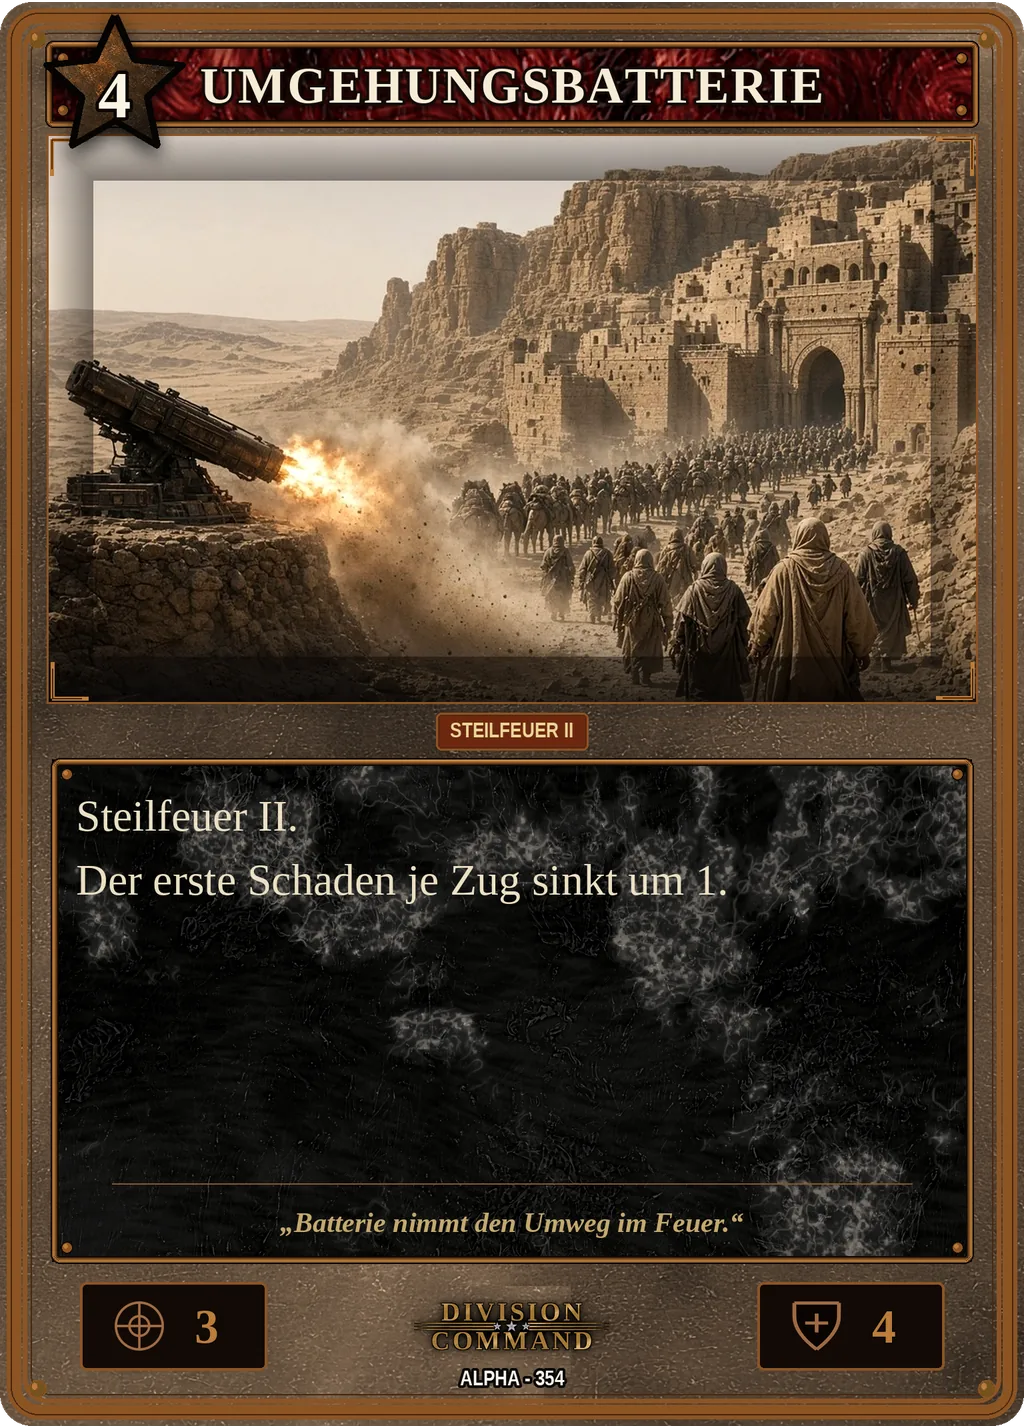 4
UMGEHUNGSBATTERIE
STEILFEUER II
Steilfeuer II.
Der erste Schaden je Zug sinkt um 1.
„Batterie nimmt den Umweg im Feuer.“
3
DIVISION
COMMAND
4
ALPHA - 354